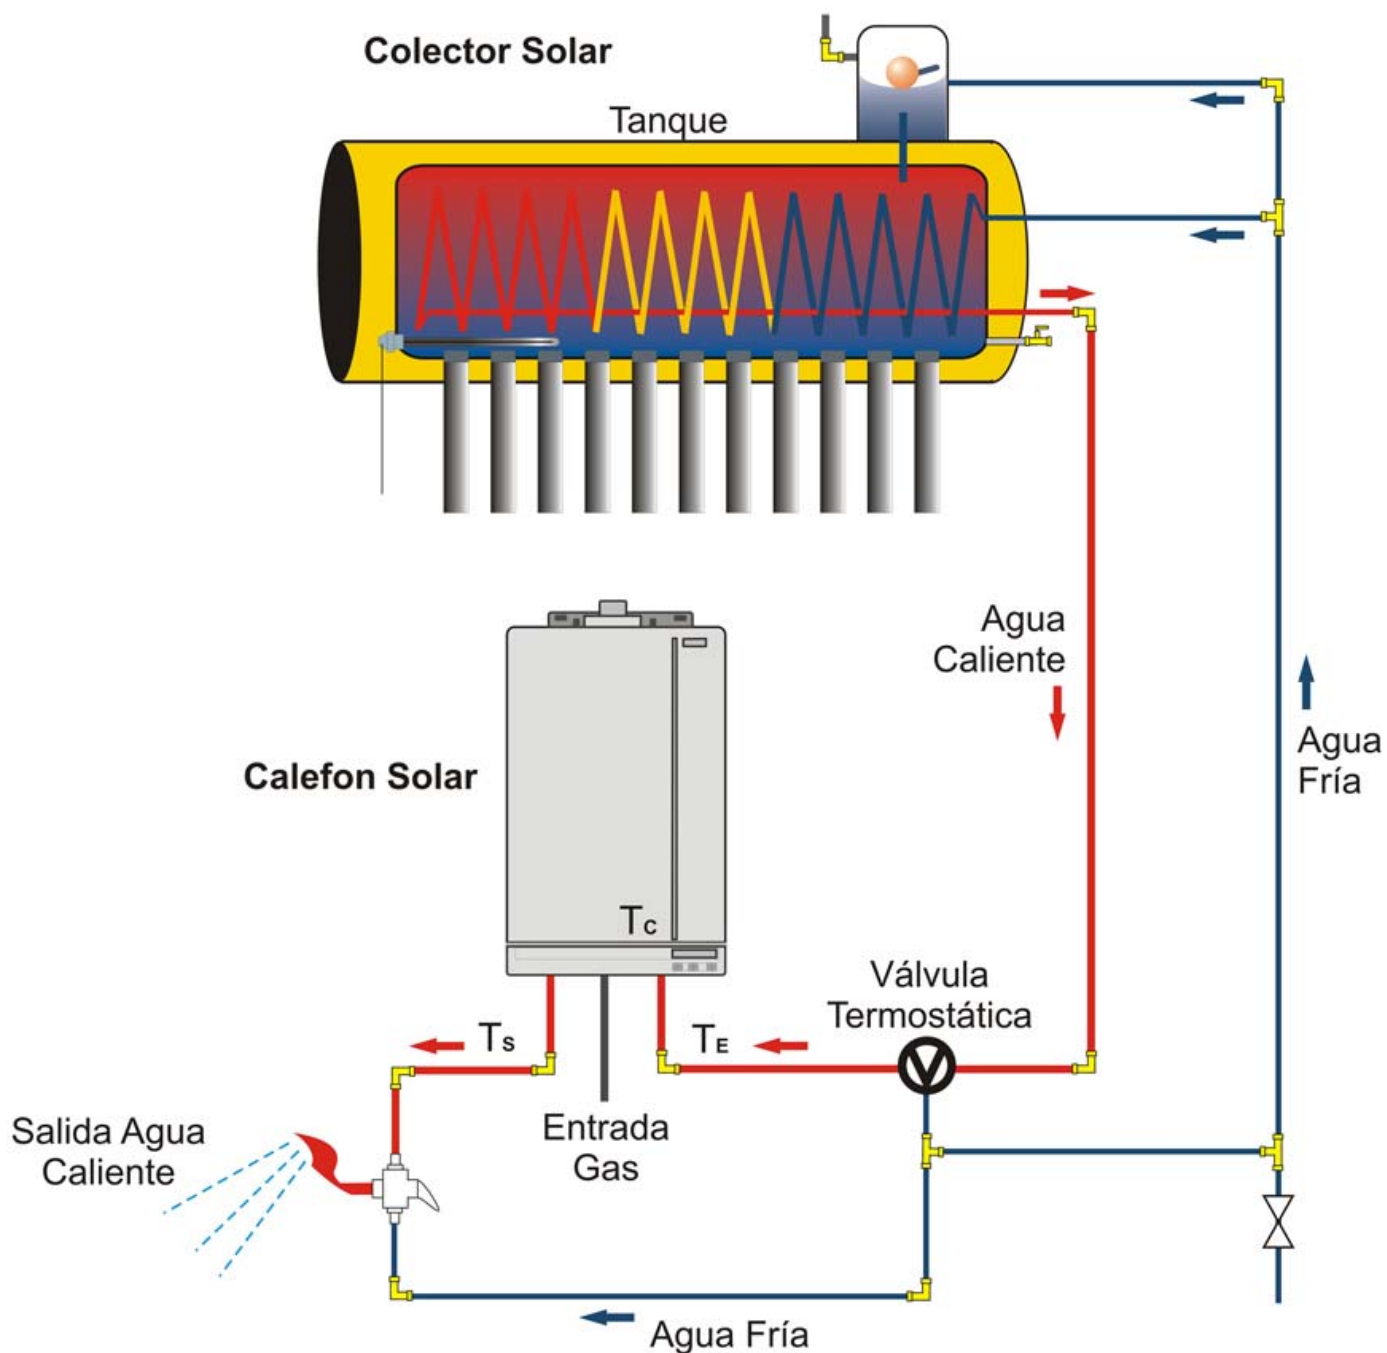 Colector Solar
Tanque
Agua
Caliente
Agua
Fría
Calefon Solar
Tc
Válvula
Termostática
Ts
TE
Entrada
Gas
Salida Agua
Caliente
Agua Fría